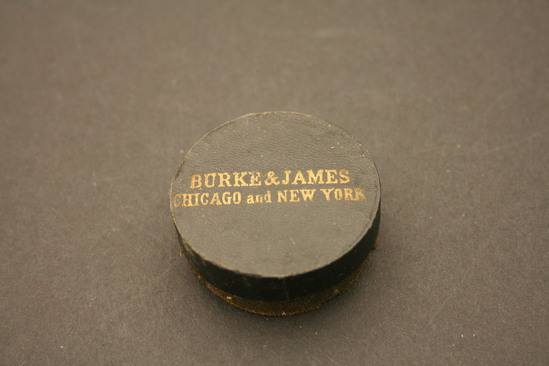 BURKE & JAMES
CHICAGO and NEW YORK